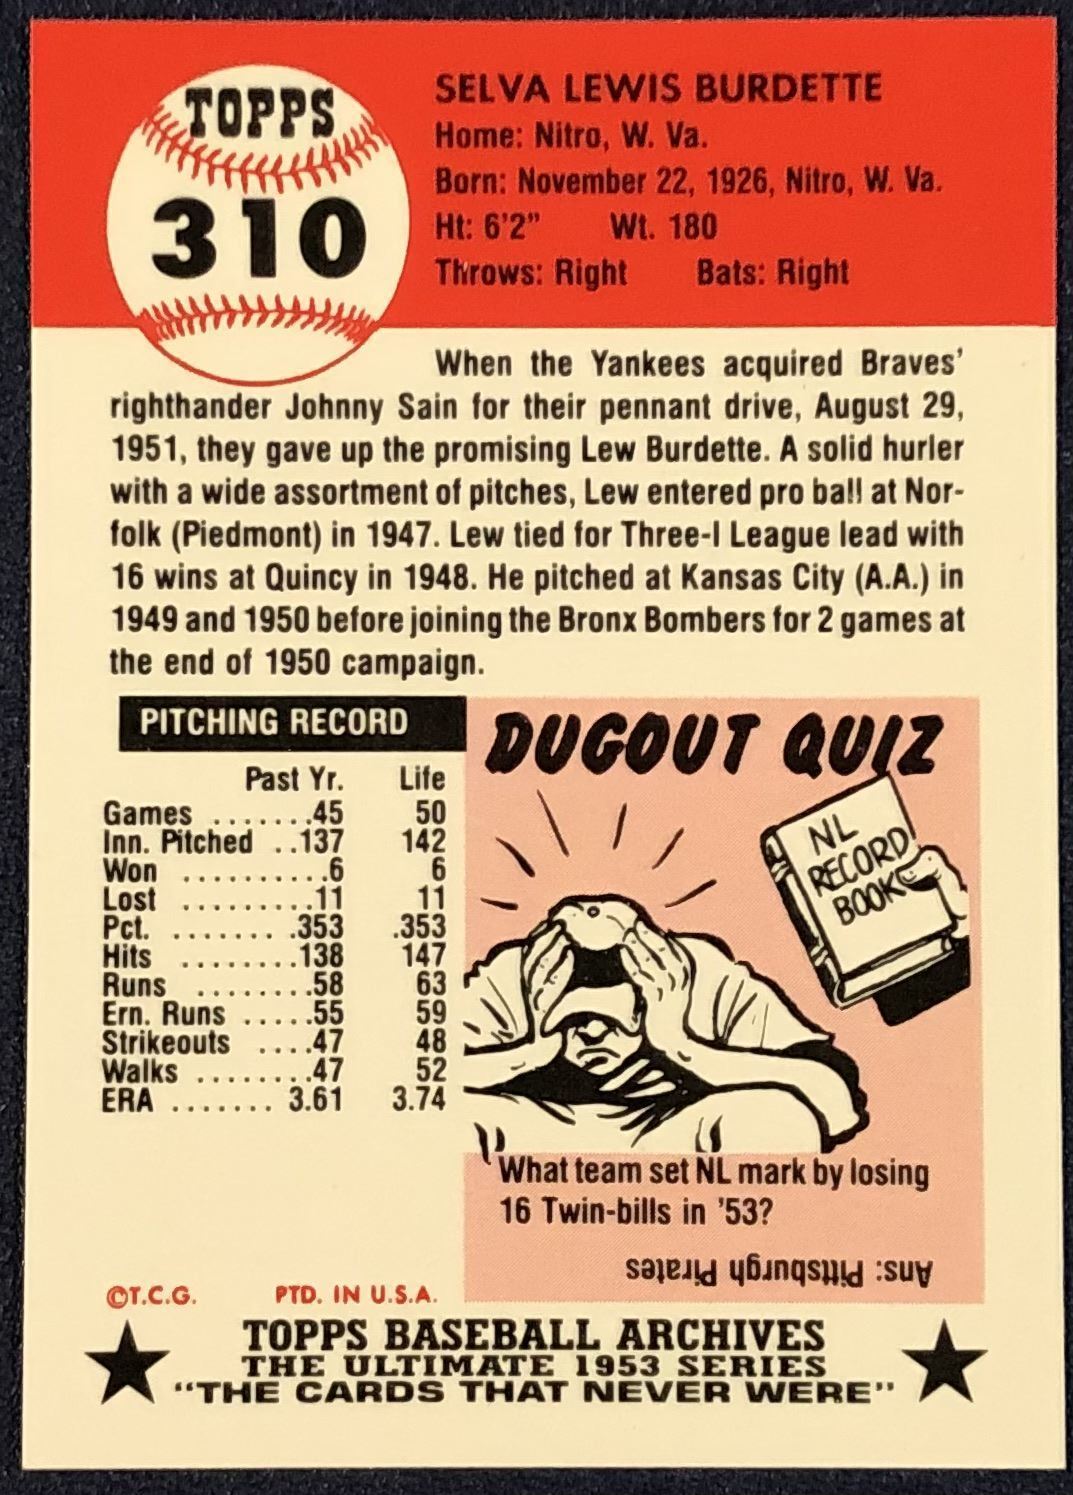 TOPPS
310
SELVA LEWIS BURDETTE
Home: Nitro, W. Va.
Born: November 22, 1926, Nitro, W. Va.
Ht: 6'2" Wt. 180
Throws: Right Bats: Right
When the Yankees acquired Braves'
righthander Johnny Sain for their pennant drive, August 29,
1951, they gave up the promising Lew Burdette. A solid hurler
with a wide assortment of pitches, Lew entered pro ball at Nor-
folk (Piedmont) in 1947. Lew tied for Three-I League lead with
16 wins at Quincy in 1948. He pitched at Kansas City (A.A.) in
1949 and 1950 before joining the Bronx Bombers for 2 games at
the end of 1950 campaign.
PITCHING RECORD
Past Yr. Life
Games .......45 50
Inn. Pitched ..137 142
Won ..........6 6
Lost .........11 11
Pct. ........353 .353
Hits ........138 147
Runs ........58 63
Ern. Runs .....55 59
Strikeouts ....47 48
Walks ........47 52
ERA ....... 3.61 3.74
DUGOUT QUIZ
NL
RECORD
BOOK
What team set NL mark by losing
16 Twin-bills in '53?
Ans: Pittsburgh Pirates
©T.C.G. PTD. IN U.S.A.
TOPPS BASEBALL ARCHIVES
THE ULTIMATE 1953 SERIES
"THE CARDS THAT NEVER WERE"